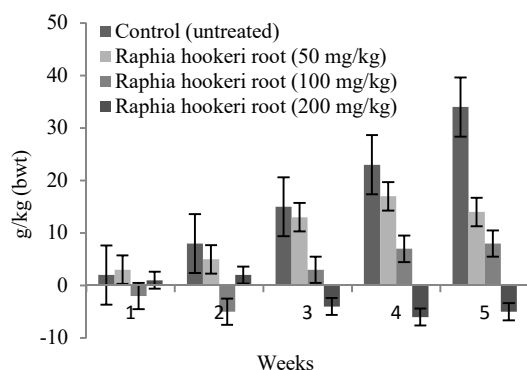 50
40
30
20
10
0
-10
g/kg (bwt)
Control (untreated)
Raphia hookeri root (50 mg/kg)
Raphia hookeri root (100 mg/kg)
Raphia hookeri root (200 mg/kg)
1 2 3 4 5
Weeks